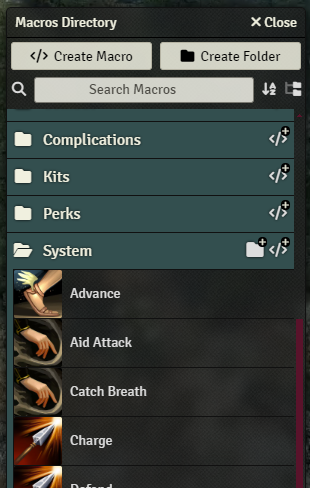 Macros Directory
Close
Create Macro
Create Folder
Search Macros
Complications
Kits
Perks
System
Advance
Aid Attack
Catch Breath
Charge
Defend